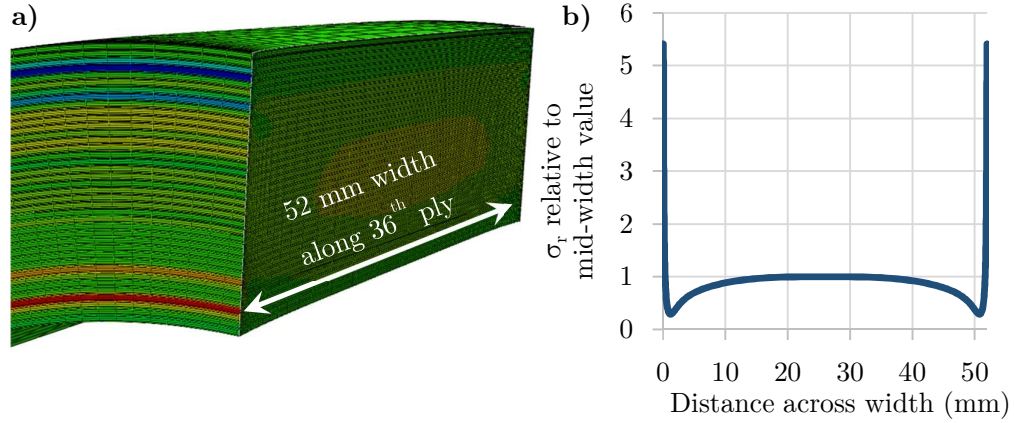 a)
52 mm width
along 36th ply
b)
σr relative to
mid-width value
6
5
4
3
2
1
0
0 10 20 30 40 50
Distance across width (mm)